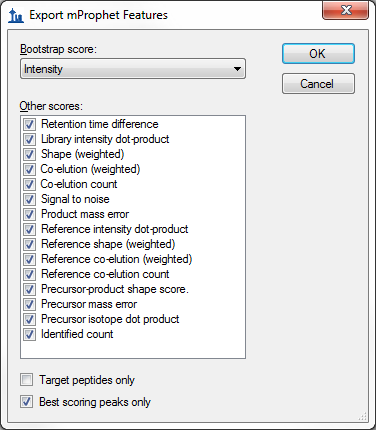 Export mProphet Features
Bootstrap score:
Intensity
OK
Cancel
Other scores:
Retention time difference
Library intensity dot-product
Shape (weighted)
Co-elution (weighted)
Co-elution count
Signal to noise
Product mass error
Reference intensity dot-product
Reference shape (weighted)
Reference co-elution (weighted)
Reference co-elution count
Precursor-product shape score.
Precursor mass error
Precursor isotope dot product
Identified count
Target peptides only
Best scoring peaks only